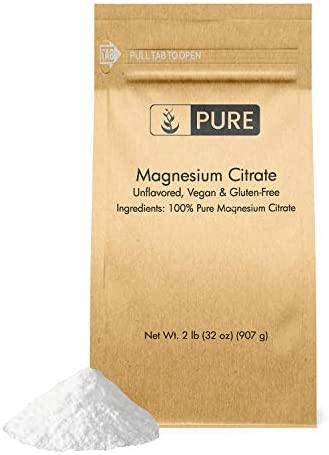 TAB
PULL TAB TO OPEN
PURE
Magnesium Citrate
Unflavored, Vegan & Gluten-Free
Ingredients: 100% Pure Magnesium Citrate
Net Wt. 2 lb (32 oz) (907 g)